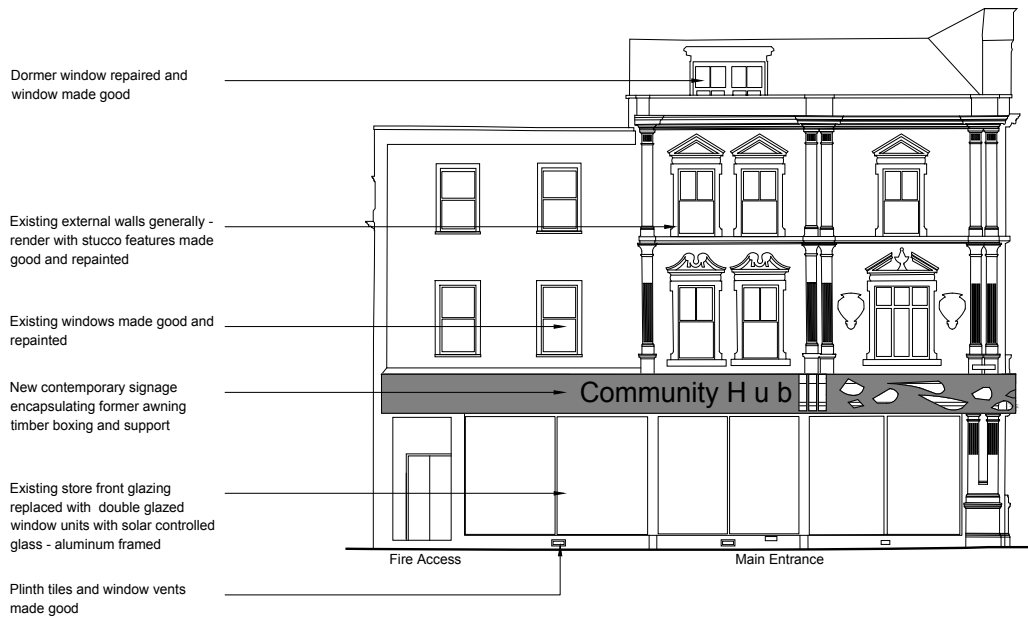 Dormer window repaired and
window made good
Existing external walls generally -
render with stucco features made
good and repainted
Existing windows made good and
repainted
New contemporary signage
encapsulating former awning
timber boxing and support
Community H u b
Existing store front glazing
replaced with double glazed
window units with solar controlled
glass - aluminum framed
Fire Access
Main Entrance
Plinth tiles and window vents
made good